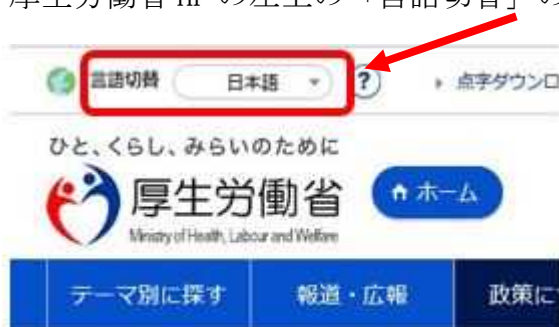 厚生労働省 HP の左上の「言語切替」の
言語切替 日本語 ? 点字ダウンロ
ひと、くらし、みらいのために
厚生労働省 ホーム
Ministry of Health, Labour and Welfare
テーマ別に探す 報道・広報 政策に